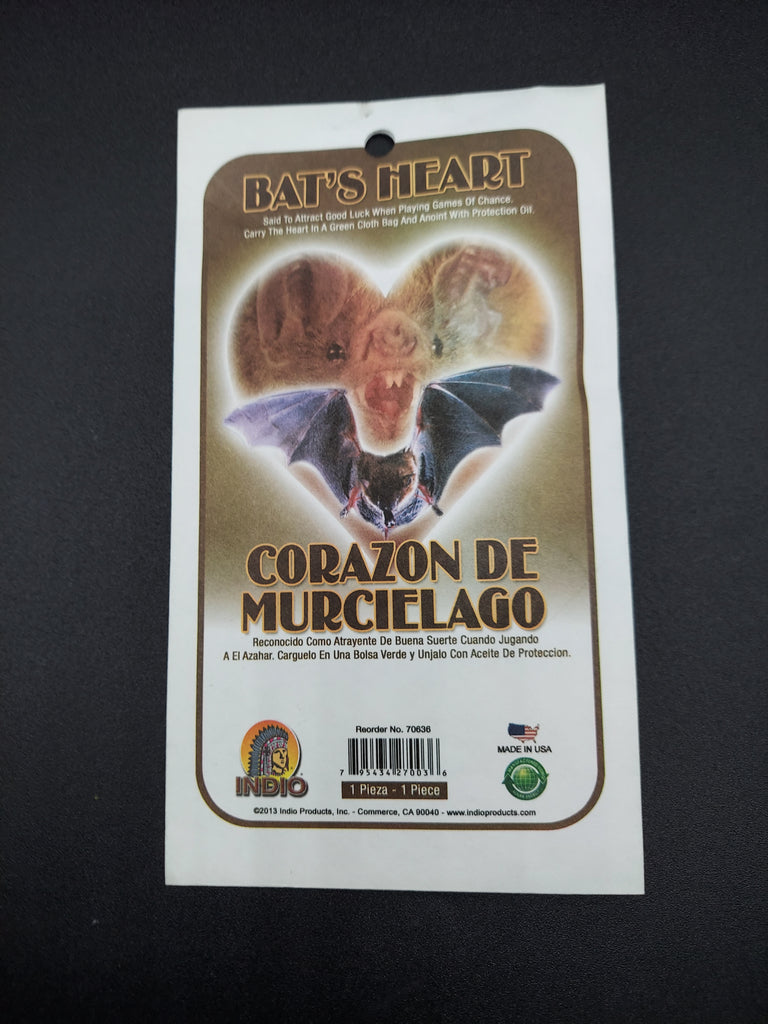 BAT'S HEART
Said To Attract Good Luck When Playing Games Of Chance.
Carry The Heart In A Green Cloth Bag And Anoint With Protection Oil.
CORAZON DE
MURCIELAGO
Reconocido Como Atrayente De Buena Suerte Cuando Jugando
A El Azahar. Carguelo En Una Bolsa Verde y Unjalo Con Aceite De Proteccion.
Reorder No. 70636
7 95434 27003 6
1 Pieza - 1 Piece
INDIO
MADE IN USA
©2013 Indio Products, Inc. - Commerce, CA 90040 - www.indioproducts.com